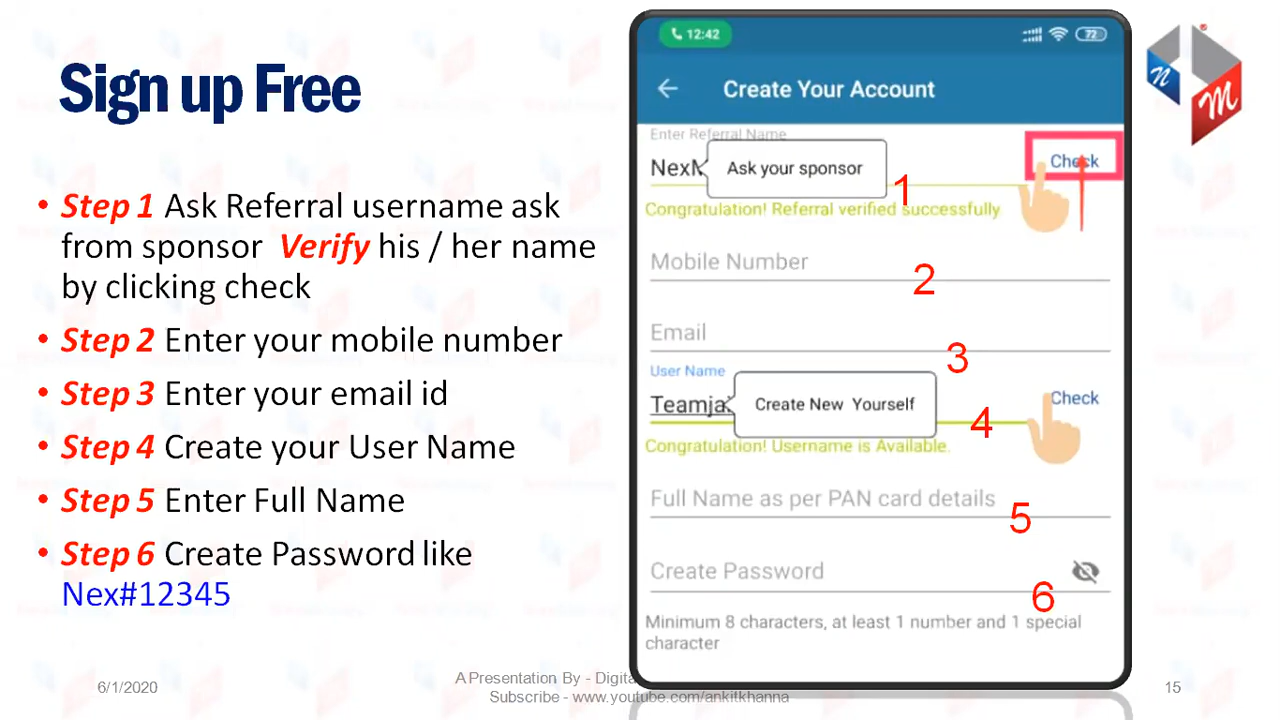 Sign up Free
• Step 1 Ask Referral username ask
from sponsor Verify his / her name
by clicking check
• Step 2 Enter your mobile number
• Step 3 Enter your email id
• Step 4 Create your User Name
• Step 5 Enter Full Name
• Step 6 Create Password like
Nex#12345
12:42
72
Create Your Account
Enter Referral Name
Ask your sponsor
Check
1
Congratulation! Referral verified successfully
Mobile Number
2
Email
3
User Name
Teamja
Create New Yourself
Check
4
Congratulation! Username is Available.
Full Name as per PAN card details
5
Create Password
6
Minimum 8 characters, at least 1 number and 1 special
character
n
m
6/1/2020
A Presentation By - Digita
Subscribe - www.youtube.com/ankitkhanna
15